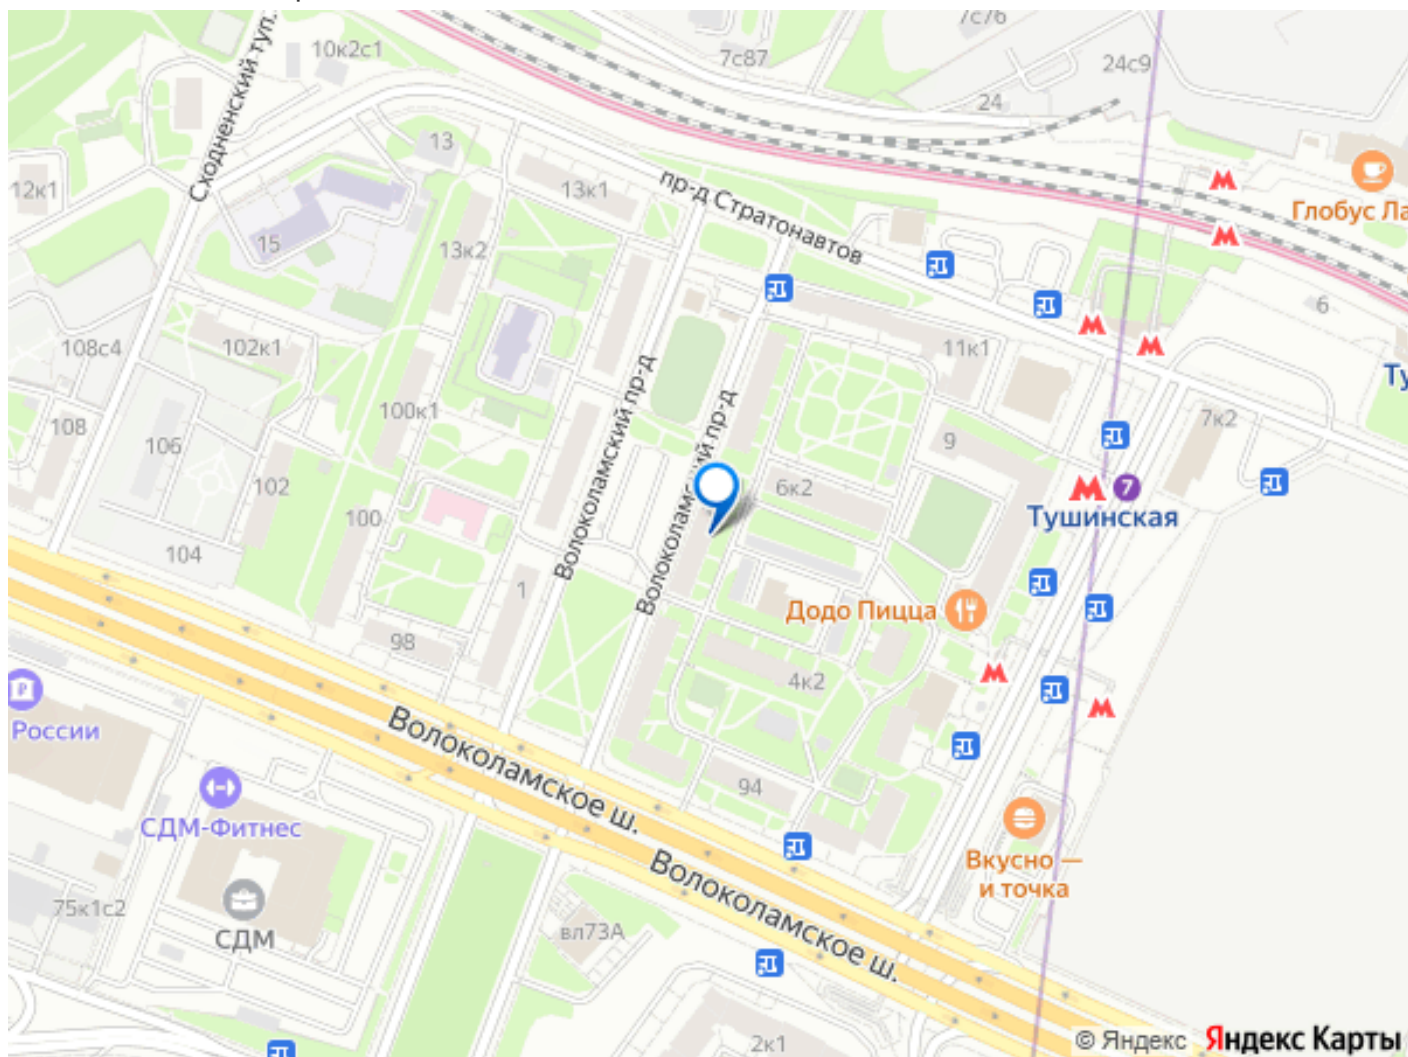 7с76
10к2с1
7с87
24с9
24
Сходненский туп.
13
12к1
13к1
пр-д Стратонавтов
Глобус Ла
15
13к2
6
108с4
102к1
11к1
Ту
Волоколамский пр-д
Волоколамский пр-д
100к1
7к2
108
106
9
102
6к2
7
Тушинская
100
104
1
Додо Пицца
98
4к2
России
Волоколамское ш.
94
СДМ-Фитнес
Вкусно —
и точка
Волоколамское ш.
75к1с2
СДМ
вл73А
2к1
© Яндекс Яндекс Карты